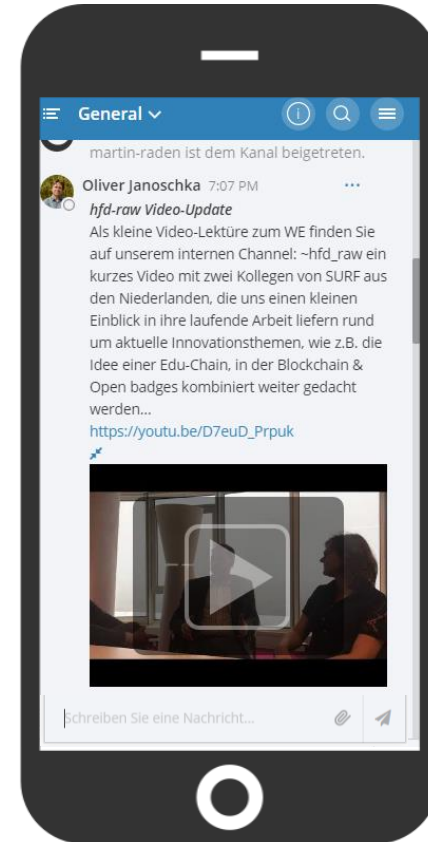 General
martin-raden ist dem Kanal beigetreten.
Oliver Janoschka 7:07 PM ...
hfd-raw Video-Update
Als kleine Video-Lektüre zum WE finden Sie
auf unserem internen Channel: ~hfd_raw ein
kurzes Video mit zwei Kollegen von SURF aus
den Niederlanden, die uns einen kleinen
Einblick in ihre laufende Arbeit liefern rund
um aktuelle Innovationsthemen, wie z.B. die
Idee einer Edu-Chain, in der Blockchain &
Open badges kombiniert weiter gedacht
werden...
https://youtu.be/D7euD_Prpuk
Schreiben Sie eine Nachricht...